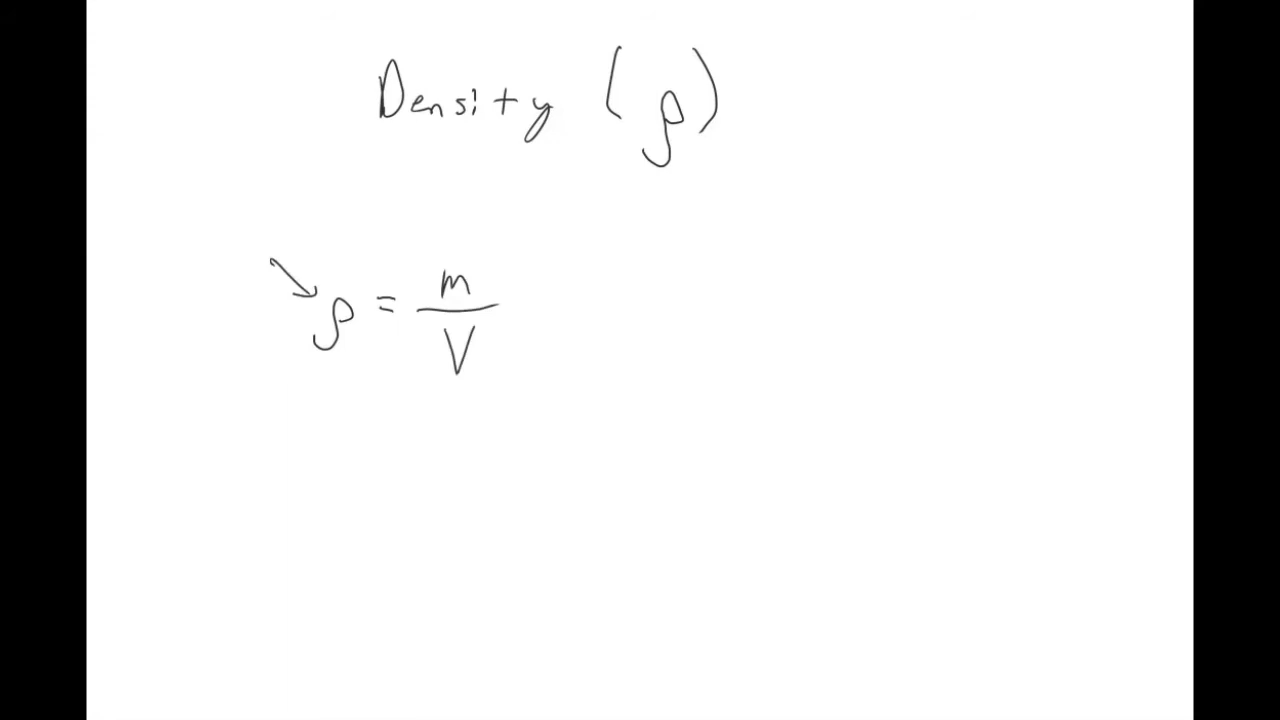 Density (ρ)
ρ = m / V